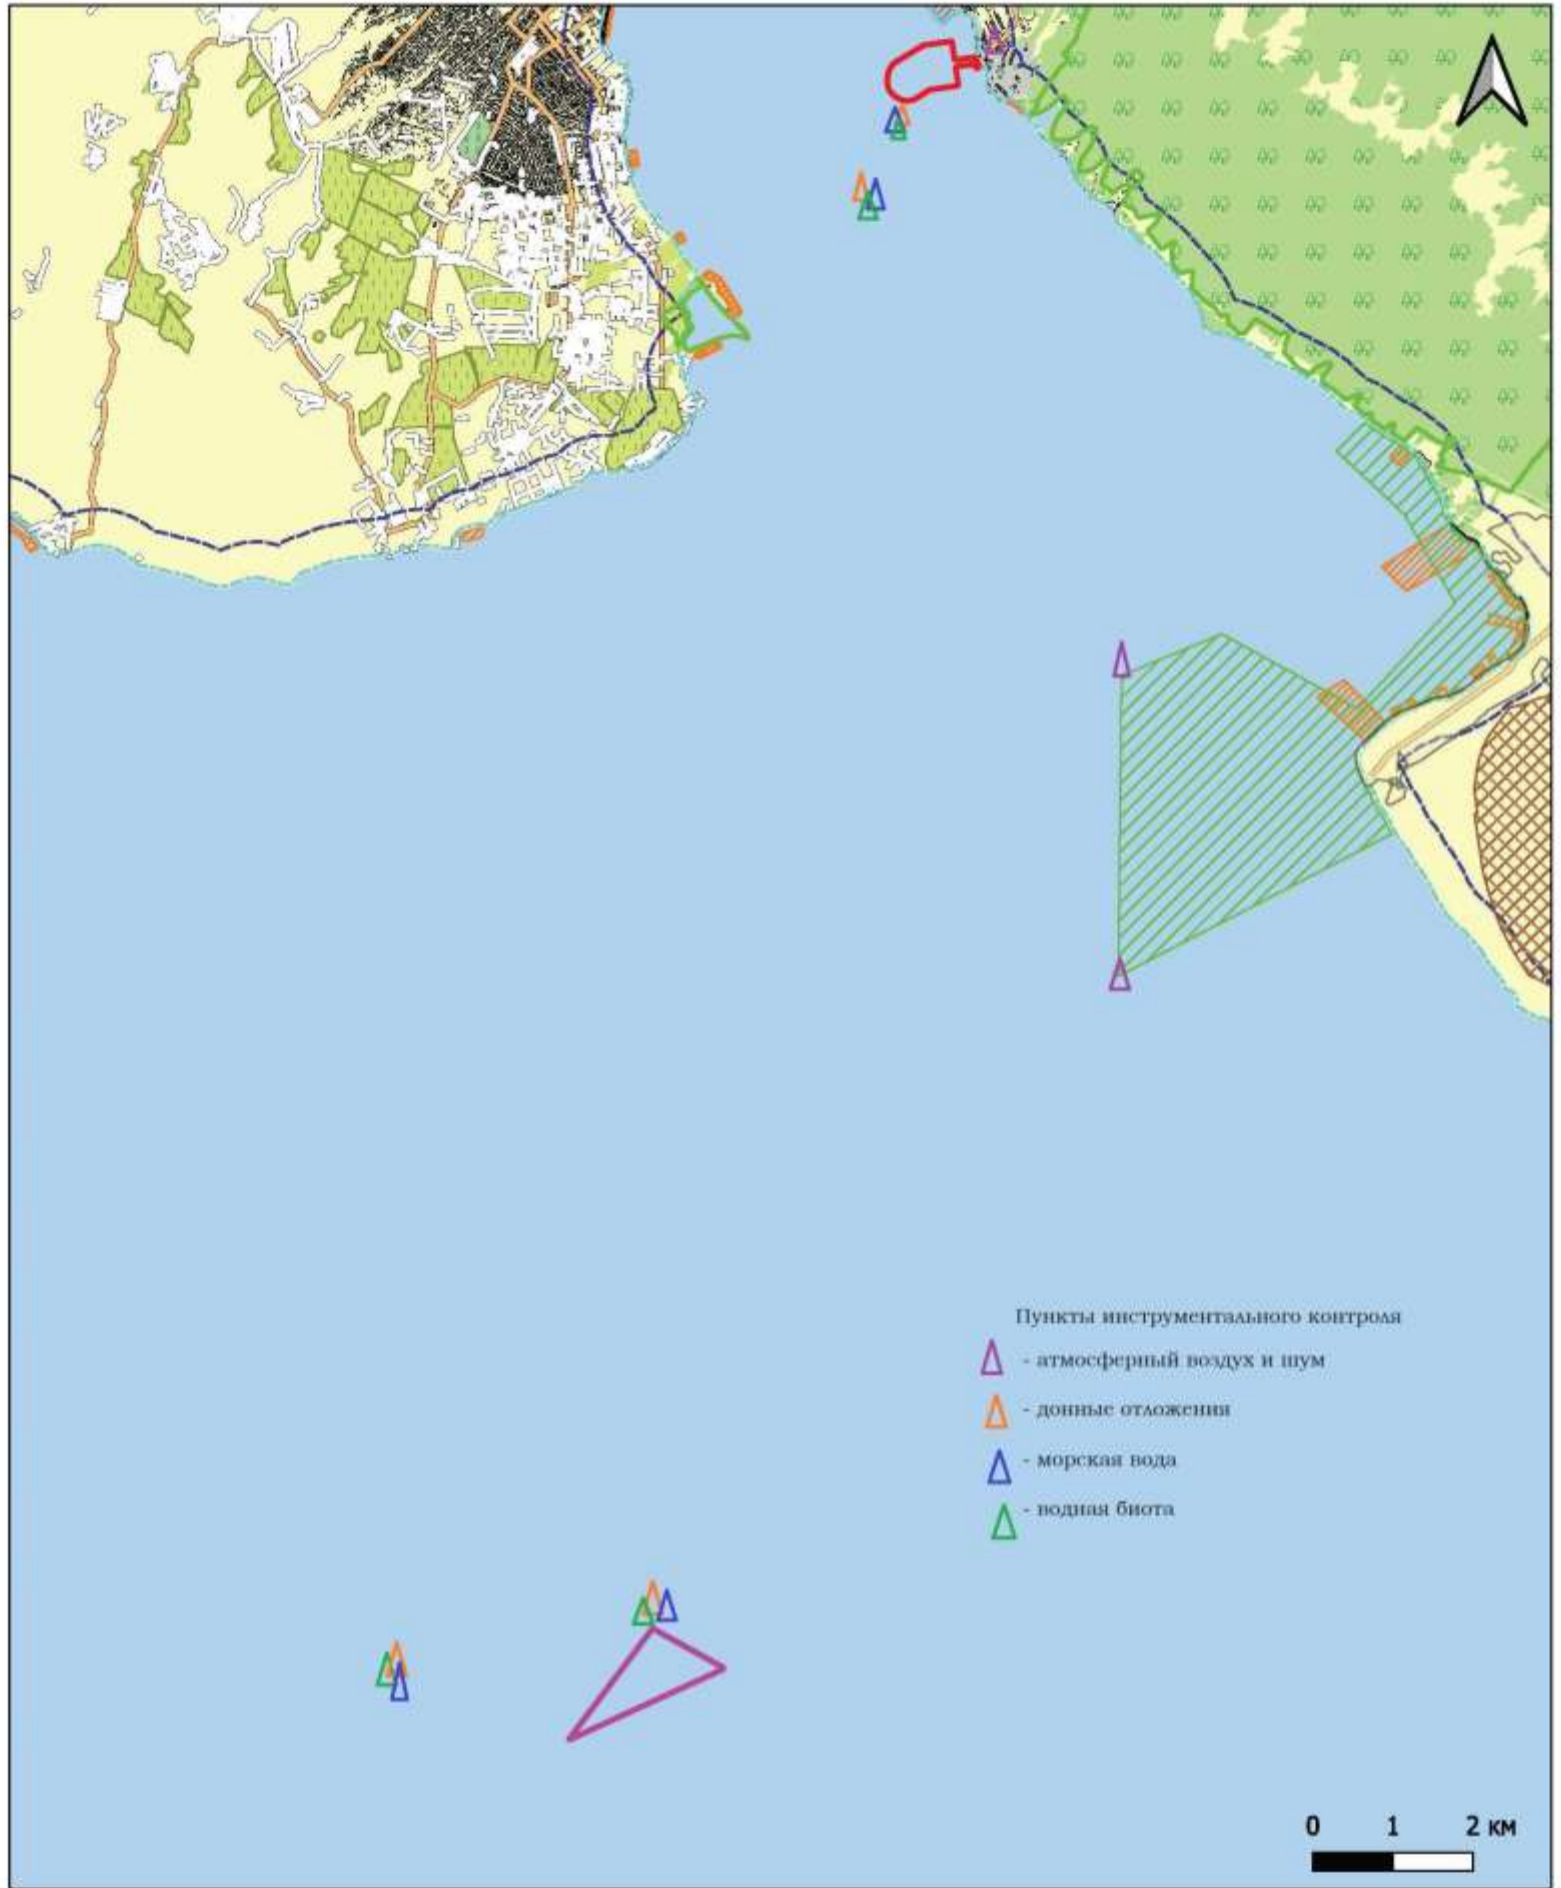 Пункты инструментального контроля
- атмосферный воздух и шум
- донные отложения
- морская вода
- водная биота
0 1 2 км